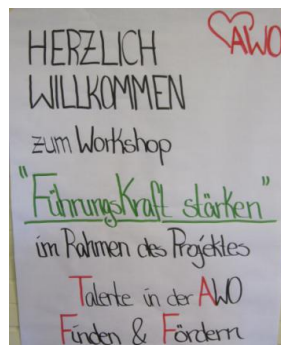 AWO
HERZLICH
WILLKOMMEN
zum Workshop
"FührungsKraft stärken"
im Rahmen des Projektes
Talente in der AWO
Finden & Fördern